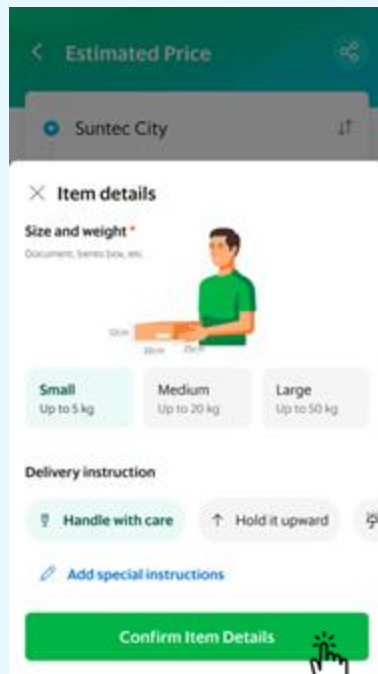 Estimated Price
Suntec City
Item details
Size and weight *
Document, bento box, etc.
10cm
25cm
Small
Medium
Large
Up to 5 kg
Up to 20 kg
Up to 50 kg
Delivery instruction
Handle with care
Hold it upward
Add special instructions
Confirm Item Details